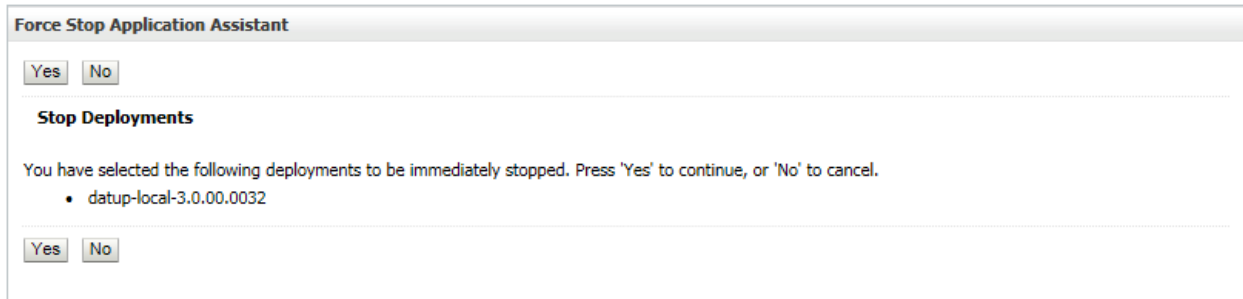 Force Stop Application Assistant
Yes No
Stop Deployments
You have selected the following deployments to be immediately stopped. Press 'Yes' to continue, or 'No' to cancel.
• datup-local-3.0.00.0032
Yes No